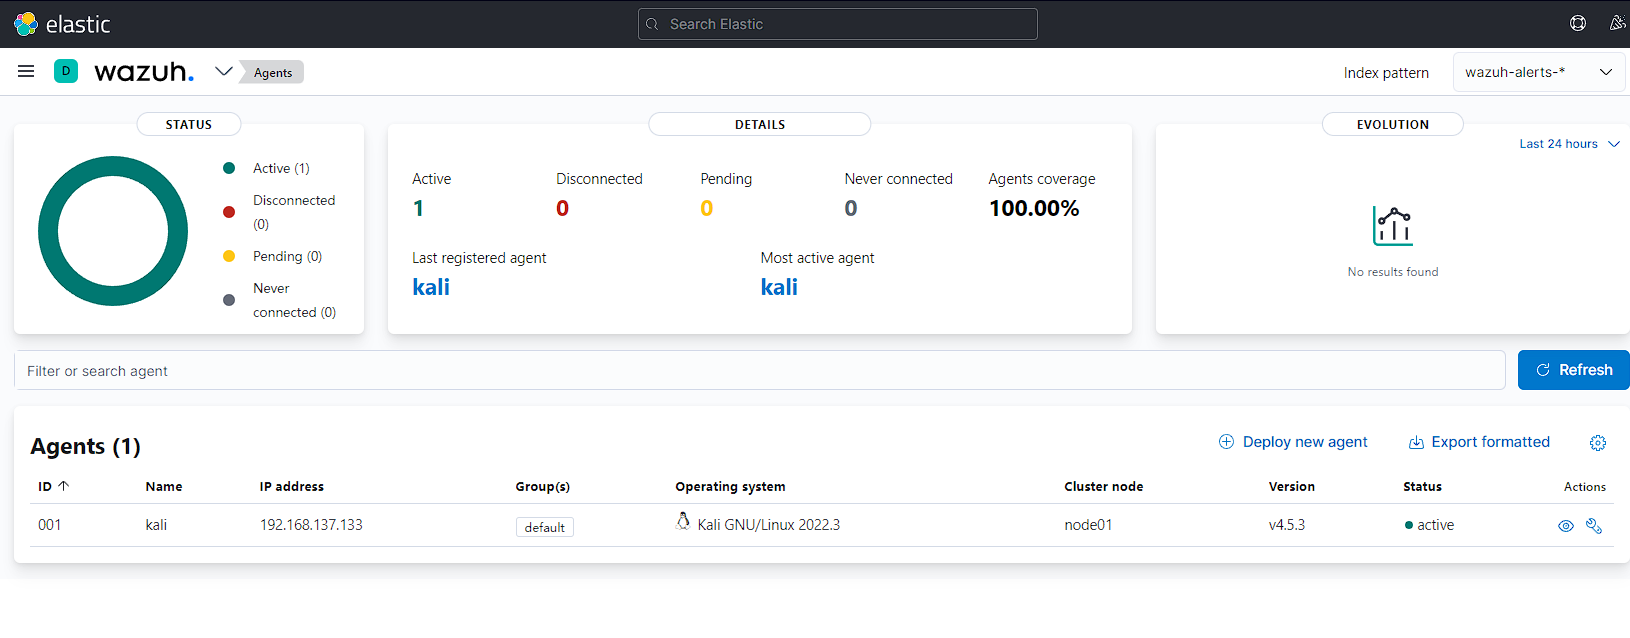 elastic
Search Elastic
D
wazuh.
Agents
Index pattern
wazuh-alerts-*
STATUS
Active (1)
Disconnected
(0)
Pending (0)
Never
connected (0)
DETAILS
Active
Disconnected
Pending
Never connected
Agents coverage
1
0
0
0
100.00%
Last registered agent
Most active agent
kali
kali
EVOLUTION
Last 24 hours
No results found
Filter or search agent
Refresh
Agents (1)
Deploy new agent
Export formatted
ID Name IP address Group(s) Operating system Cluster node Version Status Actions
001 kali 192.168.137.133 default Kali GNU/Linux 2022.3 node01 v4.5.3 active